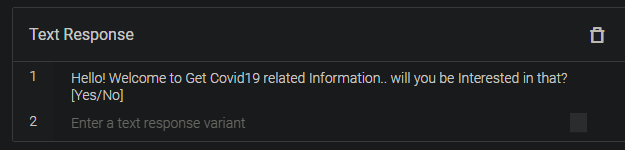 Text Response
1 Hello! Welcome to Get Covid19 related Information.. will you be Interested in that?
[Yes/No]
2 Enter a text response variant